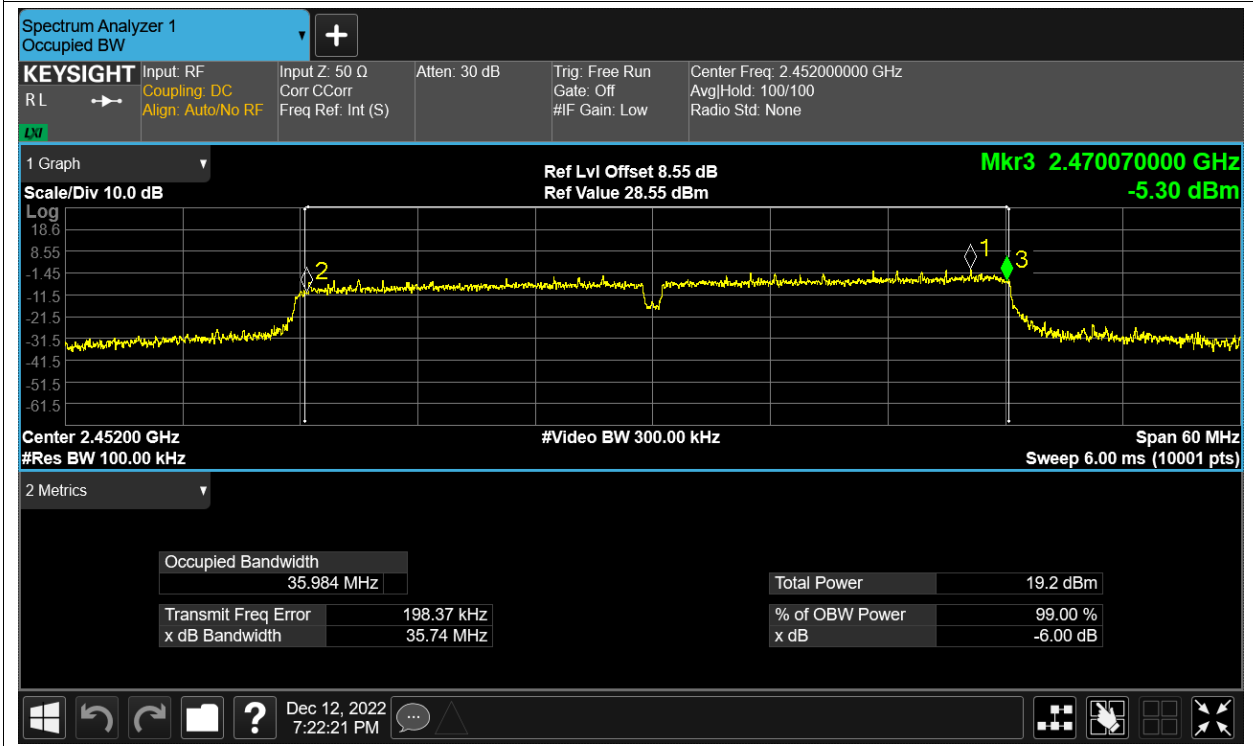 Spectrum Analyzer 1
Occupied BW
▼
+
KEYSIGHT
R L
LXI
Input: RF
Coupling: DC
Align: Auto/No RF
Input Z: 50 Ω
Corr CCorr
Freq Ref: Int (S)
Atten: 30 dB
Trig: Free Run
Gate: Off
#IF Gain: Low
Center Freq: 2.452000000 GHz
Avg|Hold: 100/100
Radio Std: None
1 Graph ▼
Scale/Div 10.0 dB
Ref Lvl Offset 8.55 dB
Ref Value 28.55 dBm
Mkr3 2.470070000 GHz
-5.30 dBm
Log
18.6
8.55
-1.45
-11.5
-21.5
-31.5
-41.5
-51.5
-61.5
2
1
3
Center 2.45200 GHz
#Res BW 100.00 kHz
#Video BW 300.00 kHz
Span 60 MHz
Sweep 6.00 ms (10001 pts)
2 Metrics ▼
Occupied Bandwidth
35.984 MHz
Transmit Freq Error 198.37 kHz
x dB Bandwidth 35.74 MHz
Total Power 19.2 dBm
% of OBW Power 99.00 %
x dB -6.00 dB
?
Dec 12, 2022
7:22:21 PM